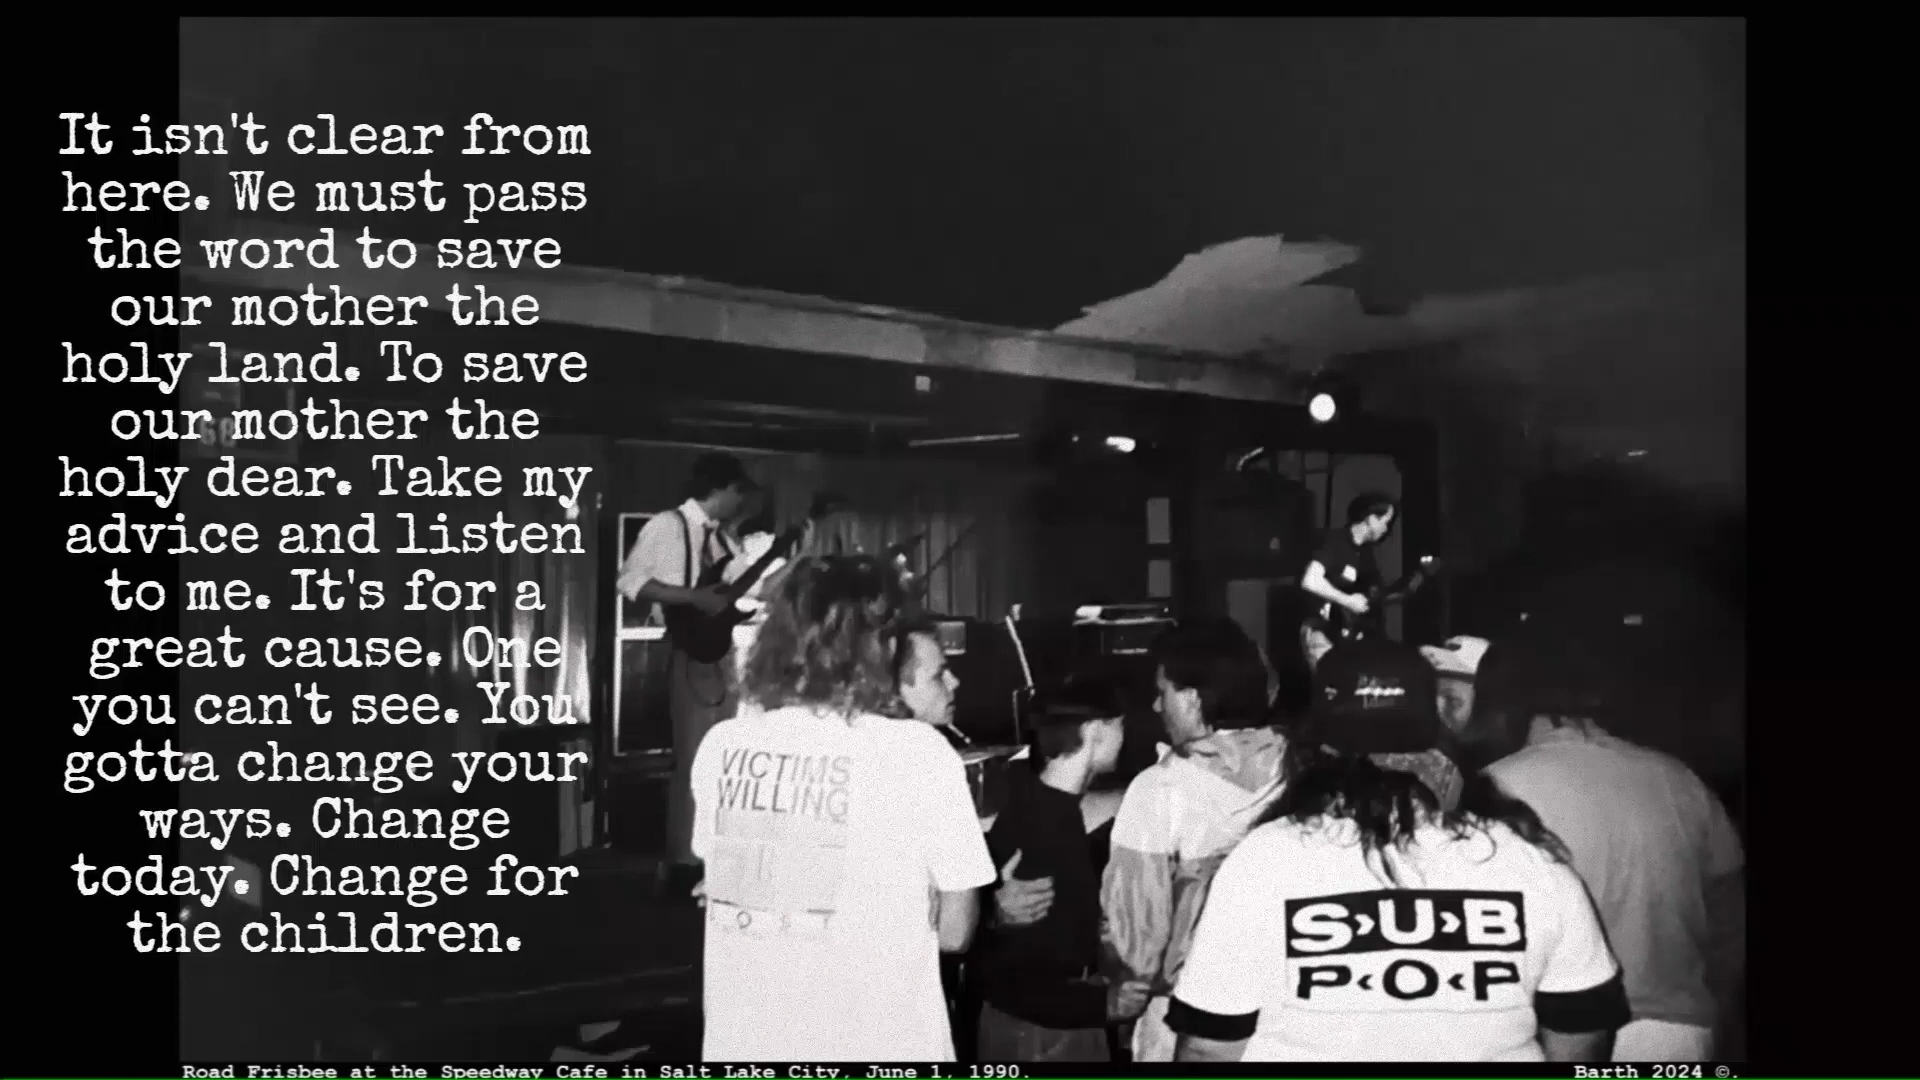 It isn't clear from
here. We must pass
the word to save
our mother the
holy land. To save
our mother the
holy dear. Take my
advice and listen
to me. It's for a
great cause. One
you can't see. You
gotta change your
ways. Change
today. Change for
the children.
VICTIMS
WILLING
S›U›B
P‹O‹P
Road Frisbee at the Speedway Cafe in Salt Lake City, June 1, 1990.
Barth 2024 ©.